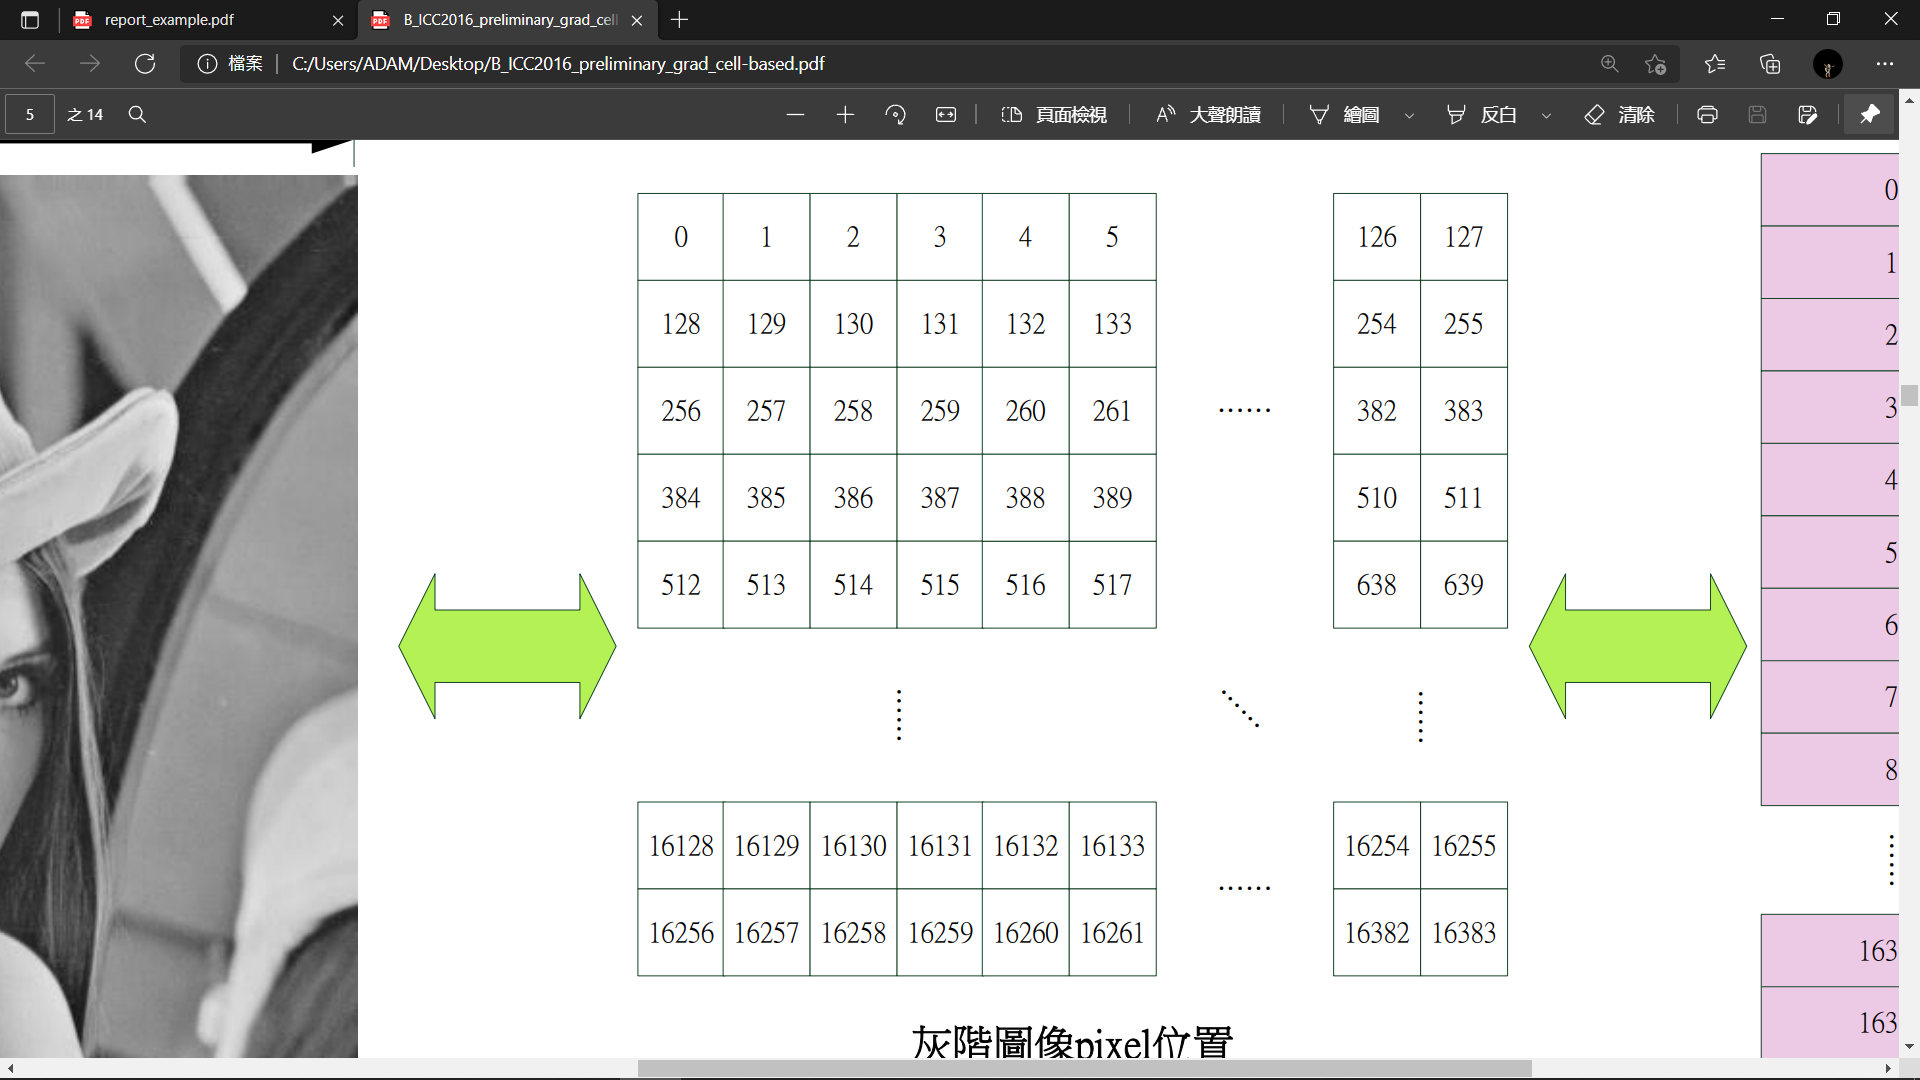 report_example.pdf
B_ICC2016_preliminary_grad_cell
檔案
C:/Users/ADAM/Desktop/B_ICC2016_preliminary_grad_cell-based.pdf
5 之 14
頁面檢視
大聲朗讀
繪圖
反白
清除
0 1 2 3 4 5 126 127
128 129 130 131 132 133 254 255
256 257 258 259 260 261 ...... 382 383
384 385 386 387 388 389 510 511
512 513 514 515 516 517 638 639
16128 16129 16130 16131 16132 16133 16254 16255
......
16256 16257 16258 16259 16260 16261 16382 16383
灰階圖像pixel位置
0
1
2
3
4
5
6
7
8
163
163